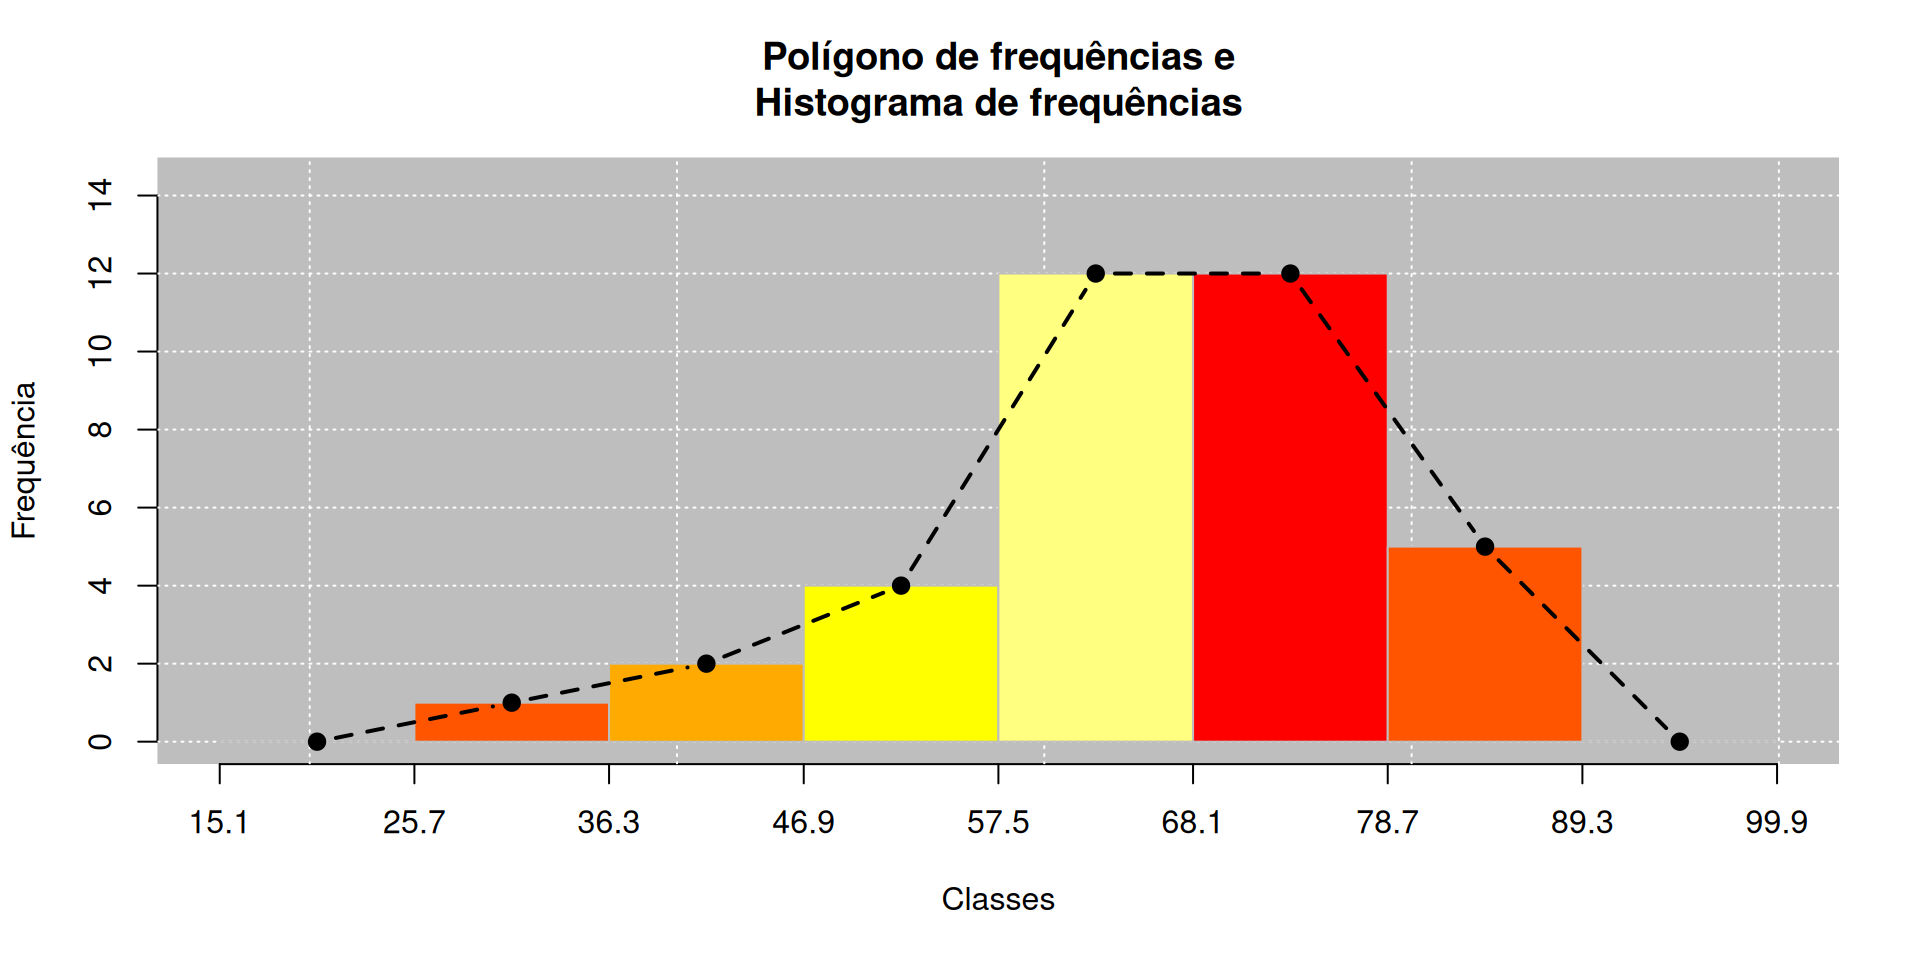 Polígono de frequências e
Histograma de frequências
Frequência
14
12
10
8
6
4
2
0
15.1 25.7 36.3 46.9 57.5 68.1 78.7 89.3 99.9
Classes